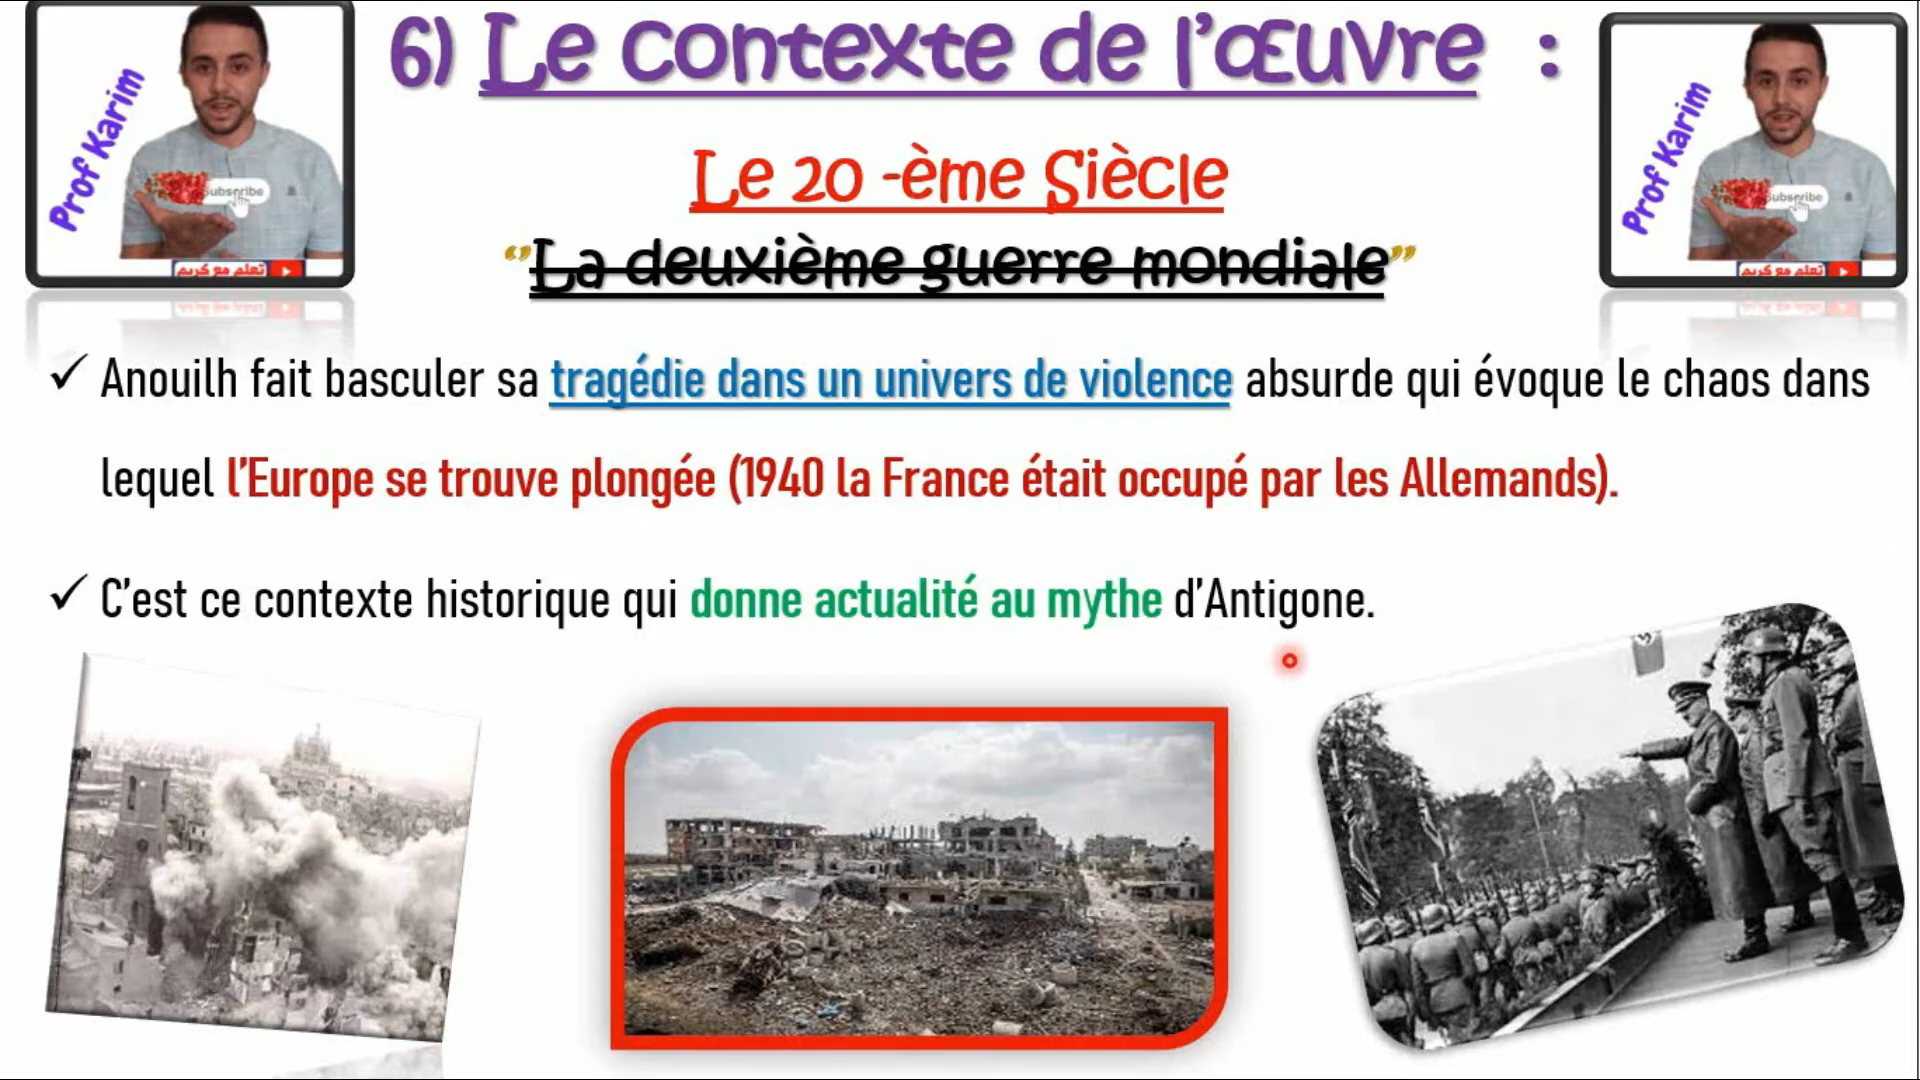 6) Le contexte de l'œuvre :
Prof Karim
Subscribe
تعلم مع كريم
Prof Karim
Subscribe
تعلم مع كريم
Le 20 -ème Siècle
“La deuxième guerre mondiale”
✓ Anouilh fait basculer sa tragédie dans un univers de violence absurde qui évoque le chaos dans
lequel l'Europe se trouve plongée (1940 la France était occupé par les Allemands).
✓ C'est ce contexte historique qui donne actualité au mythe d'Antigone.